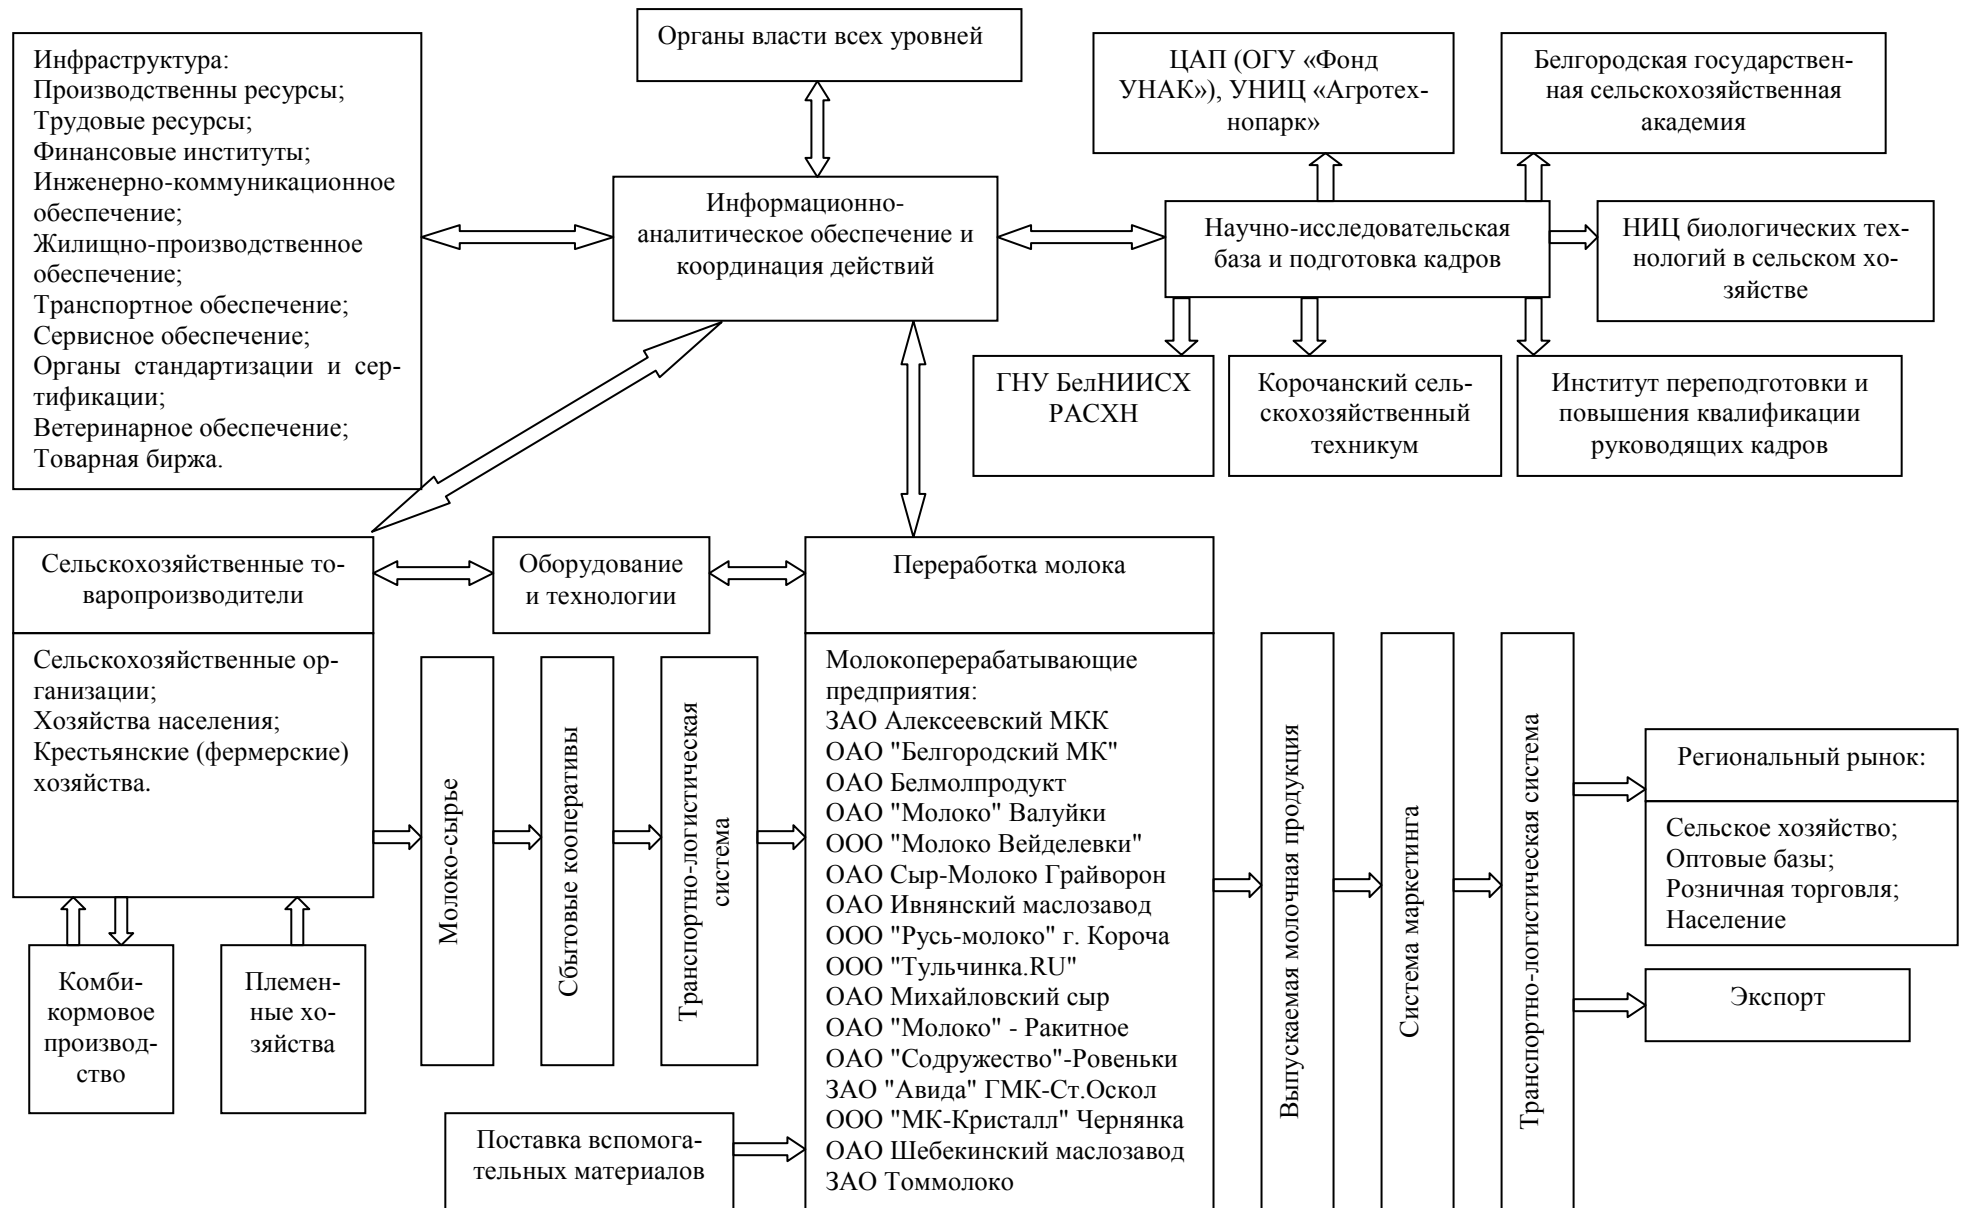 Инфраструктура:
Производственны ресурсы;
Трудовые ресурсы;
Финансовые институты;
Инженерно-коммуникационное
обеспечение;
Жилищно-производственное
обеспечение;
Транспортное обеспечение;
Сервисное обеспечение;
Органы стандартизации и сер-
тификации;
Ветеринарное обеспечение;
Товарная биржа.
Органы власти всех уровней
Информационно-
аналитическое обеспечение и
координация действий
ЦАП (ОГУ «Фонд
УНАК»), УНИЦ «Агротех-
нопарк»
Белгородская государствен-
ная сельскохозяйственная
академия
Научно-исследовательская
база и подготовка кадров
НИЦ биологических тех-
нологий в сельском хо-
зяйстве
ГНУ БелНИИСХ
РАСХН
Корочанский сель-
скохозяйственный
техникум
Институт переподготовки и
повышения квалификации
руководящих кадров
Сельскохозяйственные то-
варопроизводители
Сельскохозяйственные ор-
ганизации;
Хозяйства населения;
Крестьянские (фермерские)
хозяйства.
Оборудование
и технологии
Переработка молока
Молокоперерабатывающие
предприятия:
ЗАО Алексеевский МКК
ОАО "Белгородский МК"
ОАО Белмолпродукт
ОАО "Молоко" Валуйки
ООО "Молоко Вейделевки"
ОАО Сыр-Молоко Грайворон
ОАО Ивнянский маслозавод
ООО "Русь-молоко" г. Короча
ООО "Тульчинка.RU"
ОАО Михайловский сыр
ОАО "Молоко" - Ракитное
ОАО "Содружество"-Ровеньки
ЗАО "Авида" ГМК-Ст.Оскол
ООО "МК-Кристалл" Чернянка
ОАО Шебекинский маслозавод
ЗАО Томмолоко
Комби-
кормовое
производ-
ство
Племен-
ные хо-
зяйства
Молоко-сырье
Сбытовые кооперативы
Транспортно-логистическая
система
Поставка вспомога-
тельных материалов
Выпускаемая молочная продукция
Система маркетинга
Транспортно-логистическая система
Региональный рынок:
Сельское хозяйство;
Оптовые базы;
Розничная торговля;
Население
Экспорт